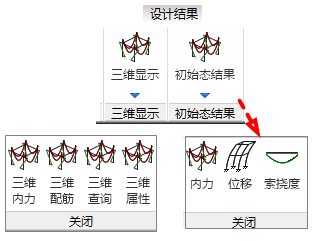 设计结果
三维显示 初始态结果
三维显示 初始态结果
三维 三维 三维 三维
内力 配筋 查询 属性
关闭
内力 位移 索挠度
关闭